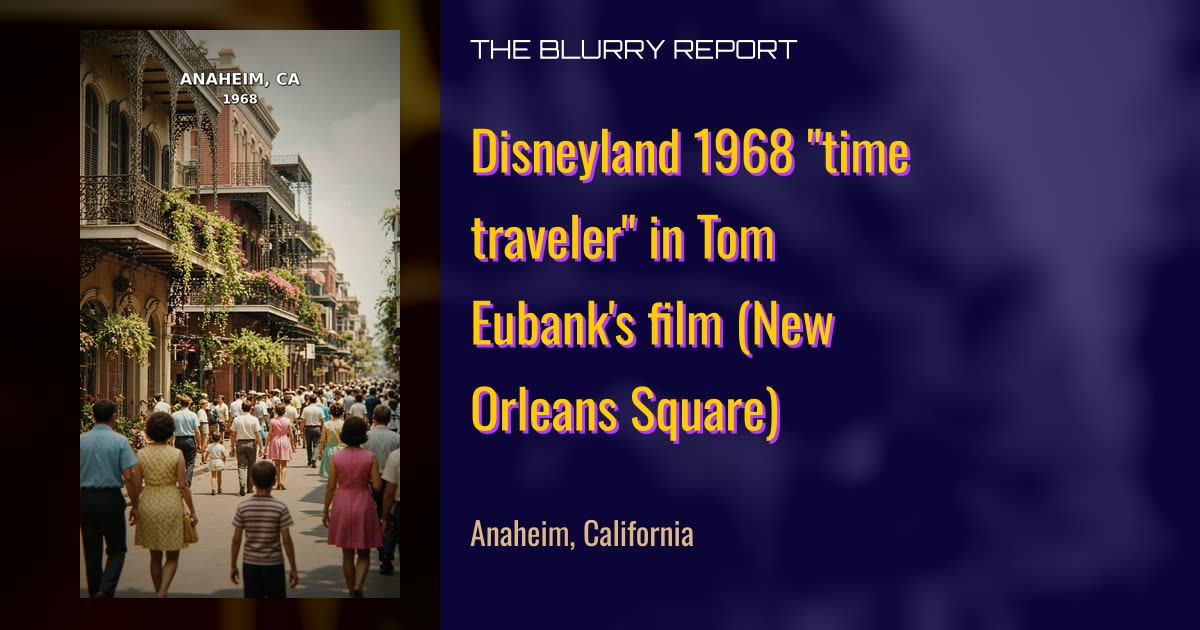 ANAHEIM, CA
1968
THE BLURRY REPORT
Disneyland 1968 "time
traveler" in Tom
Eubank's film (New
Orleans Square)
Anaheim, California